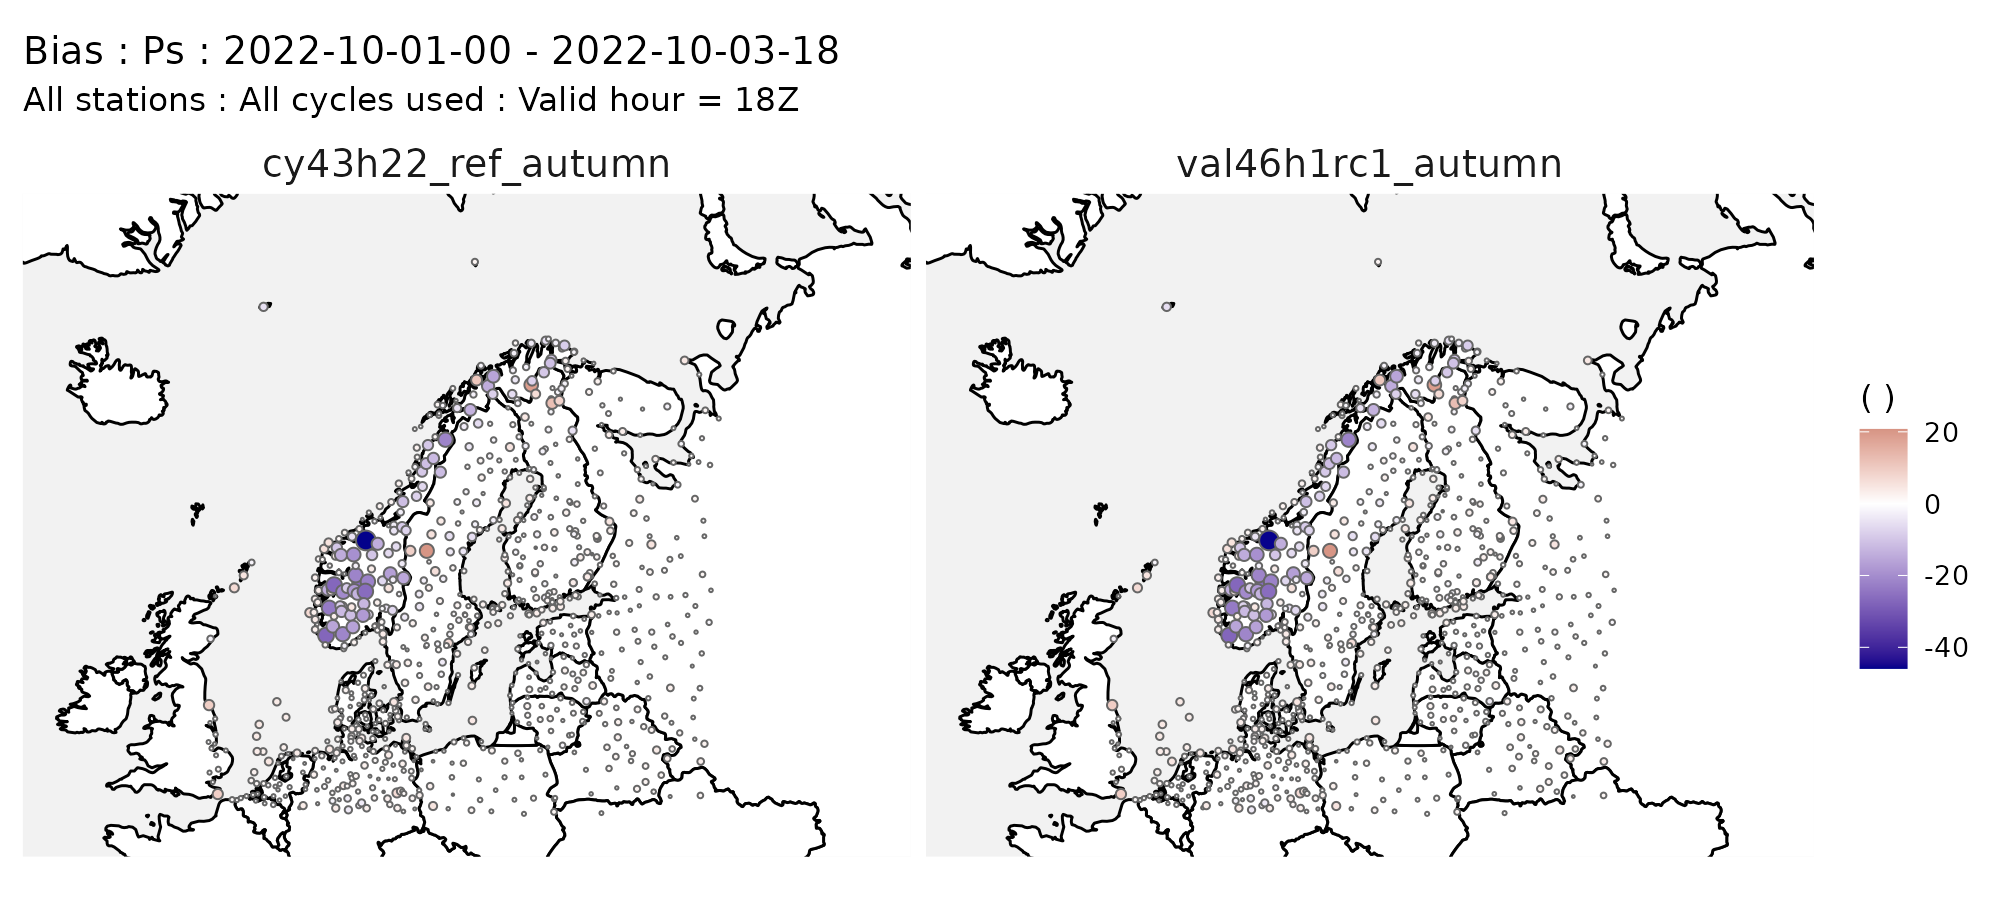 Bias : Ps : 2022-10-01-00 - 2022-10-03-18
All stations : All cycles used : Valid hour = 18Z
cy43h22_ref_autumn
val46h1rc1_autumn
( )
20
0
-20
-40